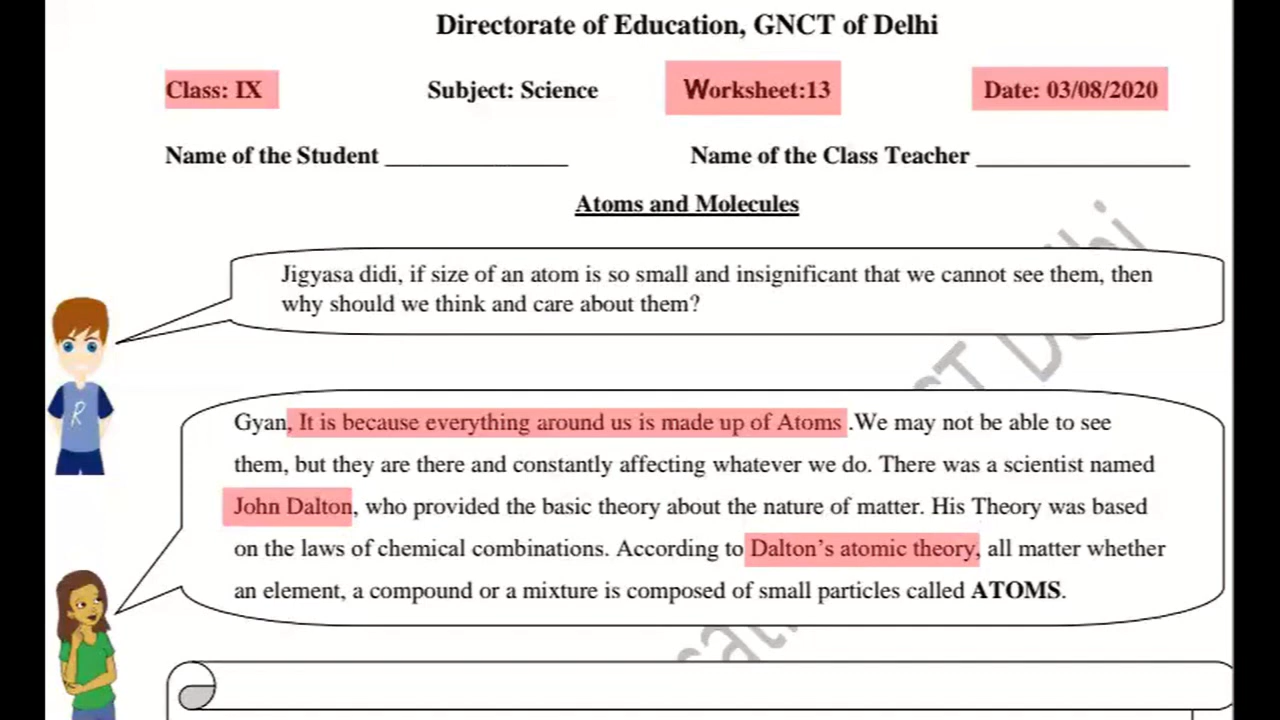 Directorate of Education, GNCT of Delhi
Class: IX Subject: Science Worksheet:13 Date: 03/08/2020
Name of the Student _______________ Name of the Class Teacher __________________
Atoms and Molecules
Jigyasa didi, if size of an atom is so small and insignificant that we cannot see them, then
why should we think and care about them?
R
Gyan, It is because everything around us is made up of Atoms .We may not be able to see
them, but they are there and constantly affecting whatever we do. There was a scientist named
John Dalton, who provided the basic theory about the nature of matter. His Theory was based
on the laws of chemical combinations. According to Dalton's atomic theory, all matter whether
an element, a compound or a mixture is composed of small particles called ATOMS.